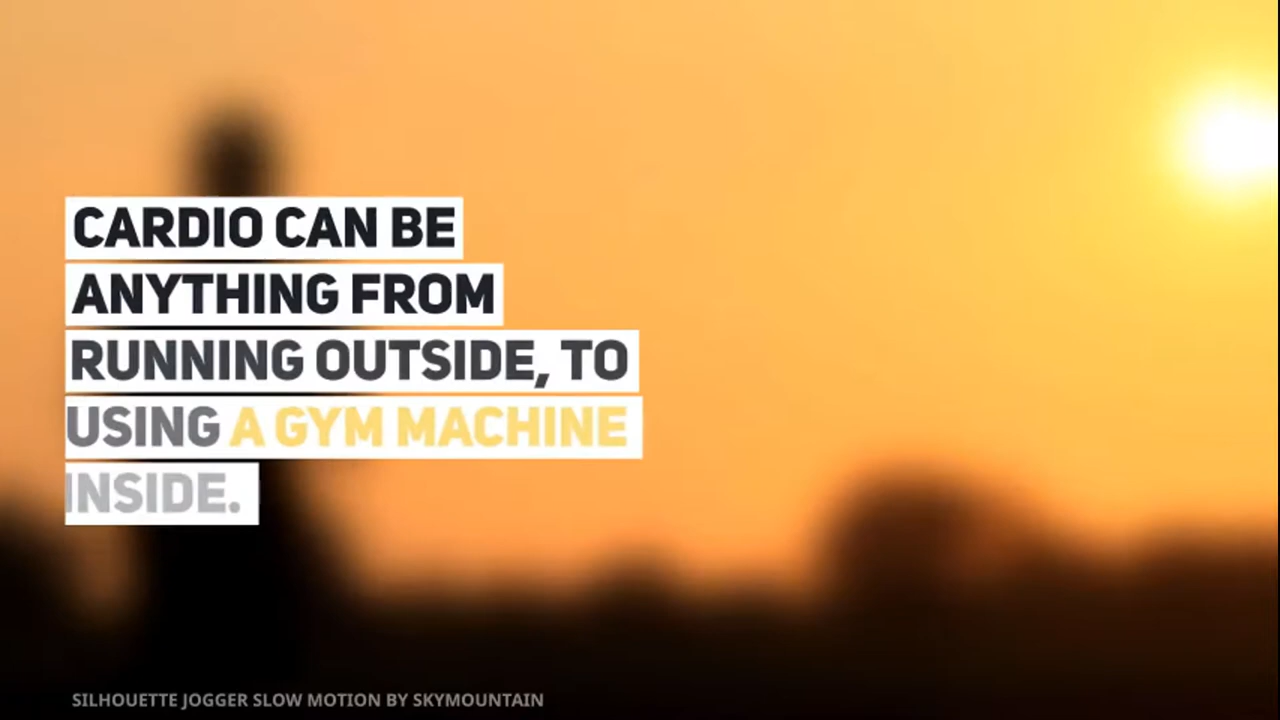 CARDIO CAN BE
ANYTHING FROM
RUNNING OUTSIDE, TO
USING A GYM MACHINE
INSIDE.
SILHOUETTE JOGGER SLOW MOTION BY SKYMOUNTAIN